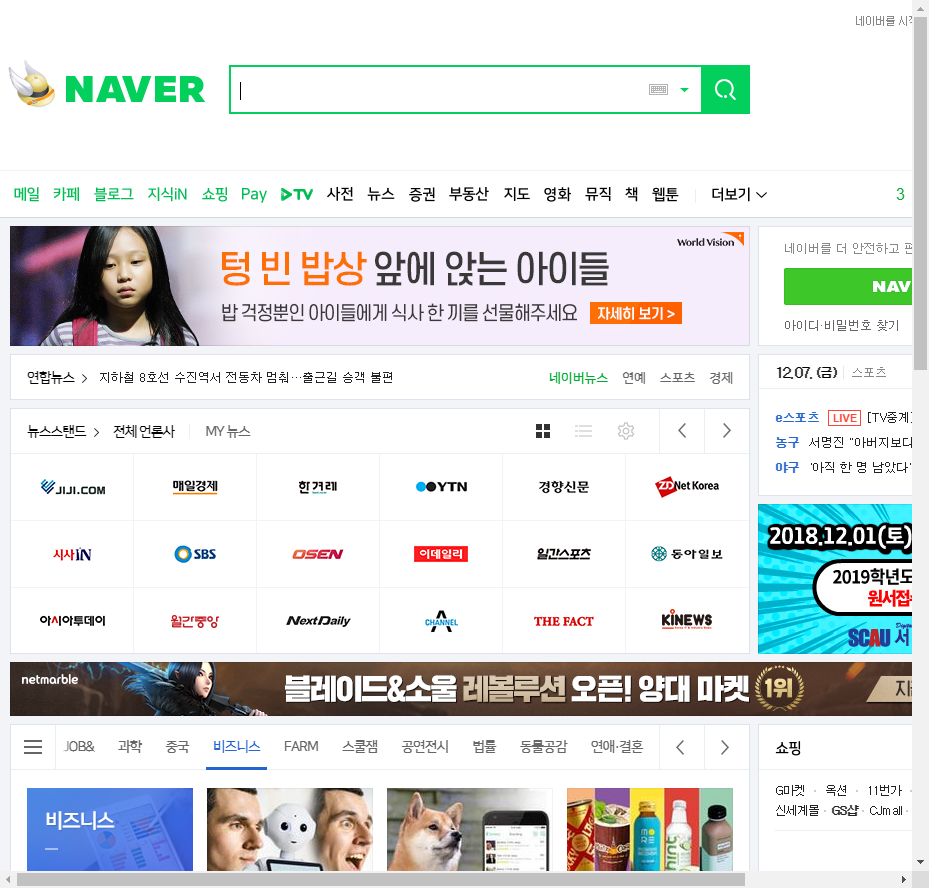 네이버를 시작
NAVER
메일 카페 블로그 지식iN 쇼핑 Pay TV 사전 뉴스 증권 부동산 지도 영화 뮤직 책 웹툰 더보기 3
World Vision
텅 빈 밥상 앞에 앉는 아이들
밥 걱정뿐인 아이들에게 식사 한 끼를 선물해주세요 자세히 보기 >
네이버를 더 안전하고
NAV
아이디·비밀번호 찾기
연합뉴스 > 지하철 8호선 수진역서 전동차 멈춰…출근길 승객 불편 네이버뉴스 연예 스포츠 경제
12.07. (금) 스포츠
뉴스스탠드 > 전체 언론사 MY 뉴스
e스포츠 LIVE [TV중계]
농구 서명진 "아버지보다
야구 '아직 한 명 남았다'
JIJI.COM 매일경제 한겨레 YTN 경향신문 ZDNet Korea
시사IN SBS OSEN 이데일리 일간스포츠 동아일보
아시아투데이 월간중앙 NextDaily CHANNEL A THE FACT KINEWS
2018.12.01(토)
2019학년도
원서접수
SCAU 서
netmarble
블레이드&소울 레볼루션 오픈! 양대 마켓 1위
JOB& 과학 중국 비즈니스 FARM 스쿨잼 공연전시 법률 동물공감 연애·결혼
쇼핑
G마켓 · 옥션 · 11번가 ·
신세계몰 · GS샵 · CJmall ·
비즈니스
MORE